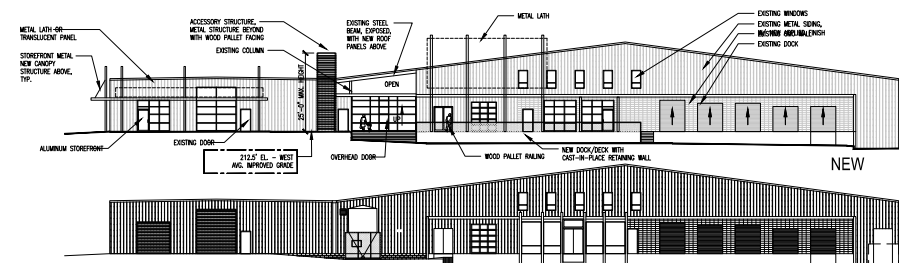 METAL LATH OR
TRANSLUCENT PANEL
STOREFRONT METAL
NEW CANOPY
STRUCTURE ABOVE,
TYP.
ALUMINUM STOREFRONT
EXISTING DOOR
ACCESSORY STRUCTURE,
METAL STRUCTURE BEYOND
WITH WOOD PALLET FACING
EXISTING COLUMN
25'-0" MAX. HEIGHT
212.5' EL. - WEST
AVG. IMPROVED GRADE
EXISTING STEEL
BEAM, EXPOSED,
WITH NEW ROOF
PANELS ABOVE
OPEN
UP
OVERHEAD DOOR
METAL LATH
WOOD PALLET RAILING
NEW DOCK/DECK WITH
CAST-IN-PLACE RETAINING WALL
EXISTING WINDOWS
EXISTING METAL SIDING,
FINISH
EXISTING DOCK
NEW